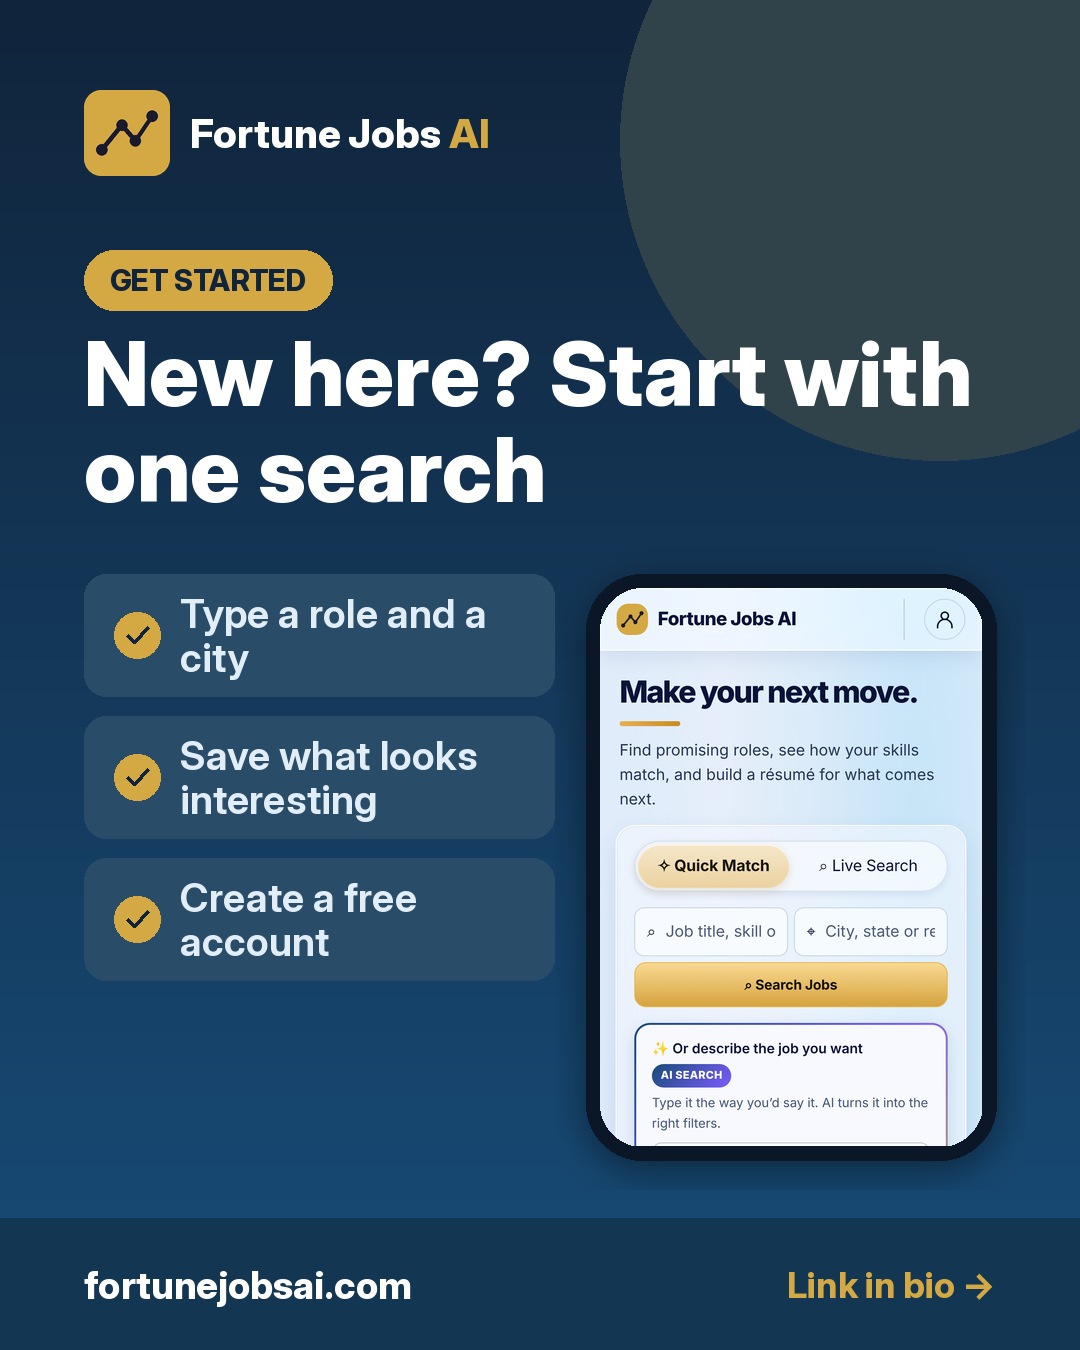 Fortune Jobs AI
GET STARTED
New here? Start with
one search
Type a role and a
city
Save what looks
interesting
Create a free
account
Fortune Jobs AI
Make your next move.
Find promising roles, see how your skills
match, and build a résumé for what comes
next.
Quick Match
Live Search
Job title, skill o
City, state or re
Search Jobs
✨ Or describe the job you want
AI SEARCH
Type it the way you’d say it. AI turns it into the
right filters.
fortunejobsai.com
Link in bio →